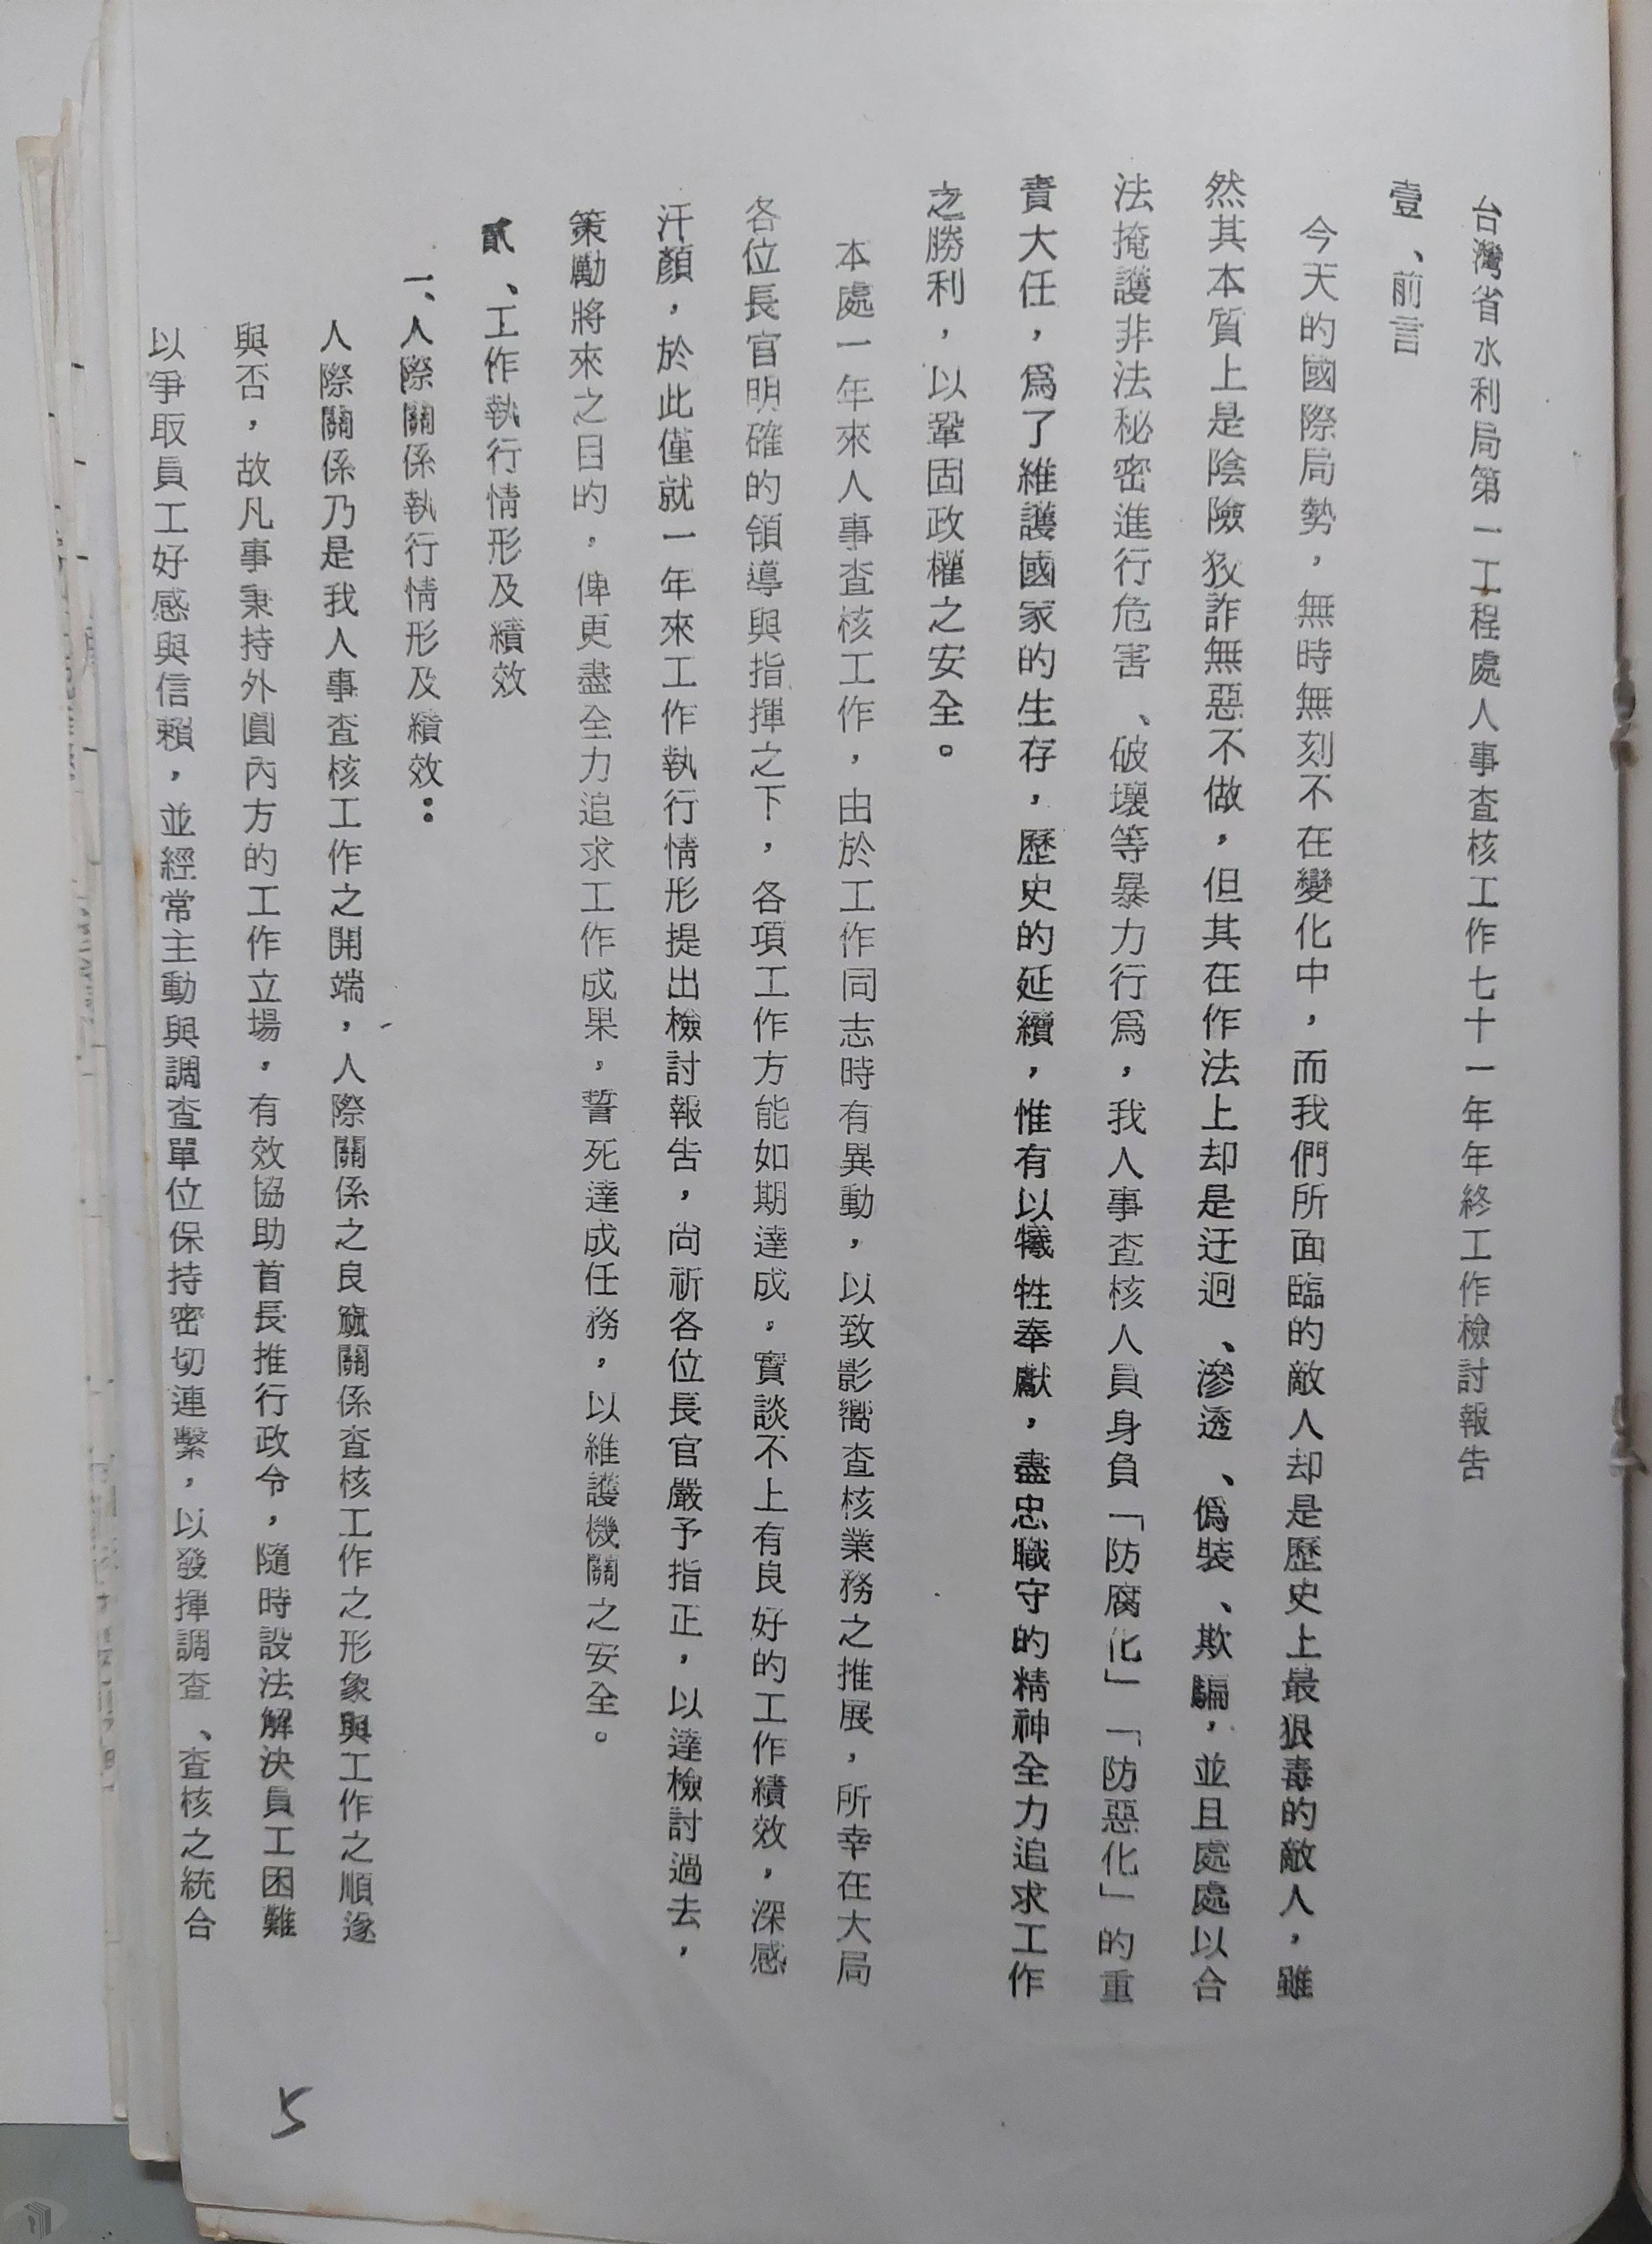 台灣省水利局第一工程處人事查核工作七十一年年終工作檢討報告
壹、前言
今天的國際局勢，無時無刻不在變化中，而我們所面臨的敵人却是歷史上最狠毒的敵人，雖
然其本質上是陰險狡詐無惡不做，但其在作法上却是迂迴、滲透、偽裝、欺騙，並且處處以合
法掩護非法秘密進行危害、破壞等暴力行為，我人事查核人員身負「防腐化」「防惡化」的重
責大任，為了維護國家的生存，歷史的延續，惟有以犧牲奉獻，盡忠職守的精神全力追求工作
之勝利，以鞏固政權之安全。
本處一年來人事查核工作，由於工作同志時有異動，以致影響查核業務之推展，所幸在大局
各位長官明確的領導與指揮之下，各項工作方能如期達成，實談不上有良好的工作績效，深感
汗顏，於此僅就一年來工作執行情形提出檢討報告，尚祈各位長官嚴予指正，以達檢討過去，
策勵將來之目的，俾更盡全力追求工作成果，誓死達成任務，以維護機關之安全。
貳、工作執行情形及績效
一、人際關係執行情形及績效：
人際關係乃是我人事查核工作之開端，人際關係之良窳關係查核工作之形象與工作之順遂
與否，故凡事秉持外圓內方的工作立場，有效協助首長推行政令，隨時設法解決員工困難
以爭取員工好感與信賴，並經常主動與調查單位保持密切連繫，以發揮調查、查核之統合
5